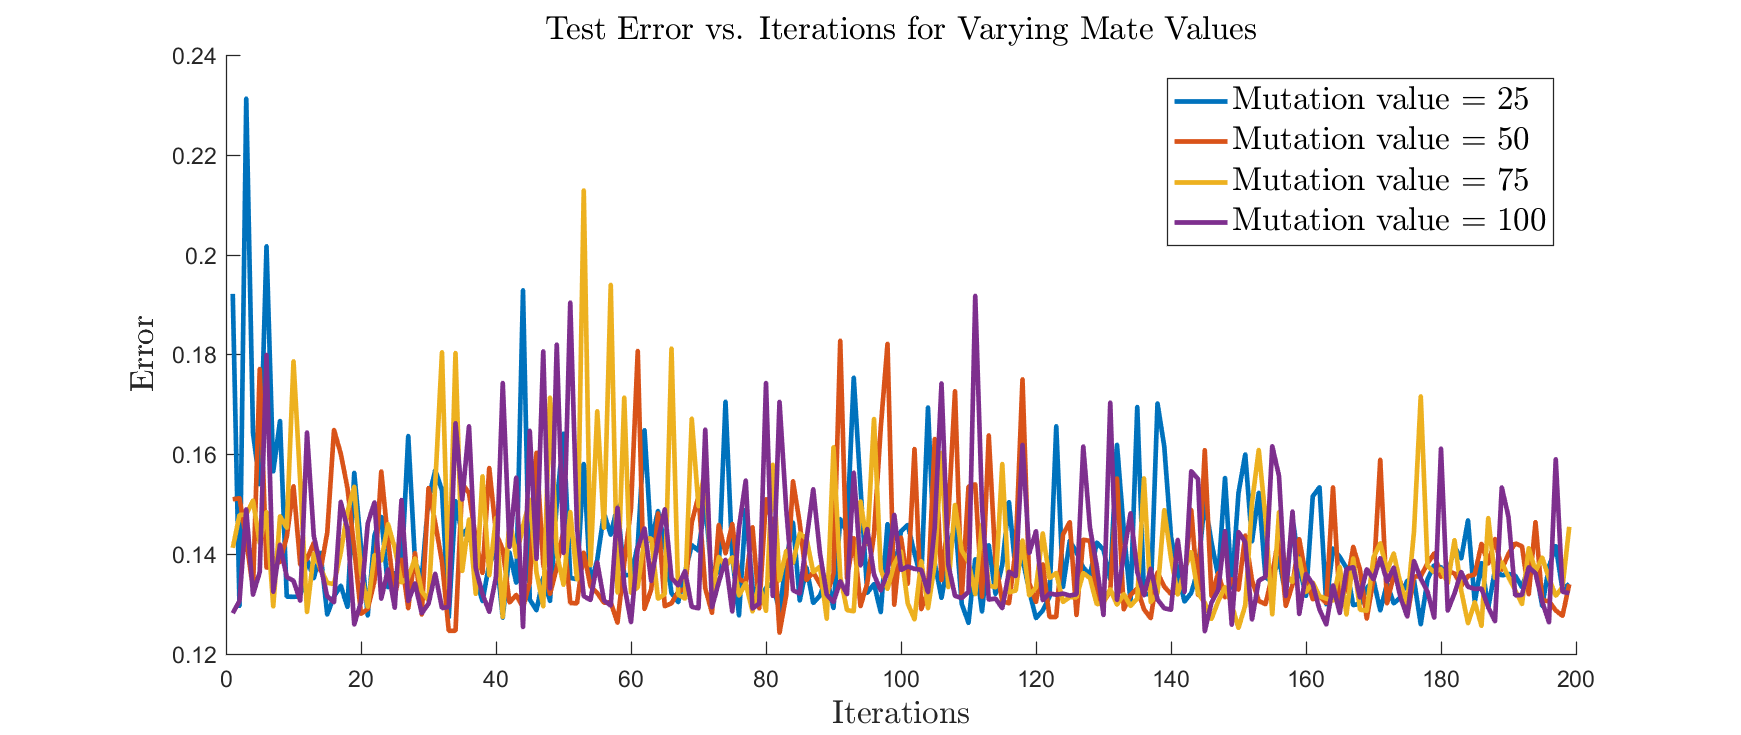 Test Error vs. Iterations for Varying Mate Values
0.24
0.22
0.2
0.18
0.16
0.14
0.12
Error
Mutation value = 25
Mutation value = 50
Mutation value = 75
Mutation value = 100
0 20 40 60 80 100 120 140 160 180 200
Iterations